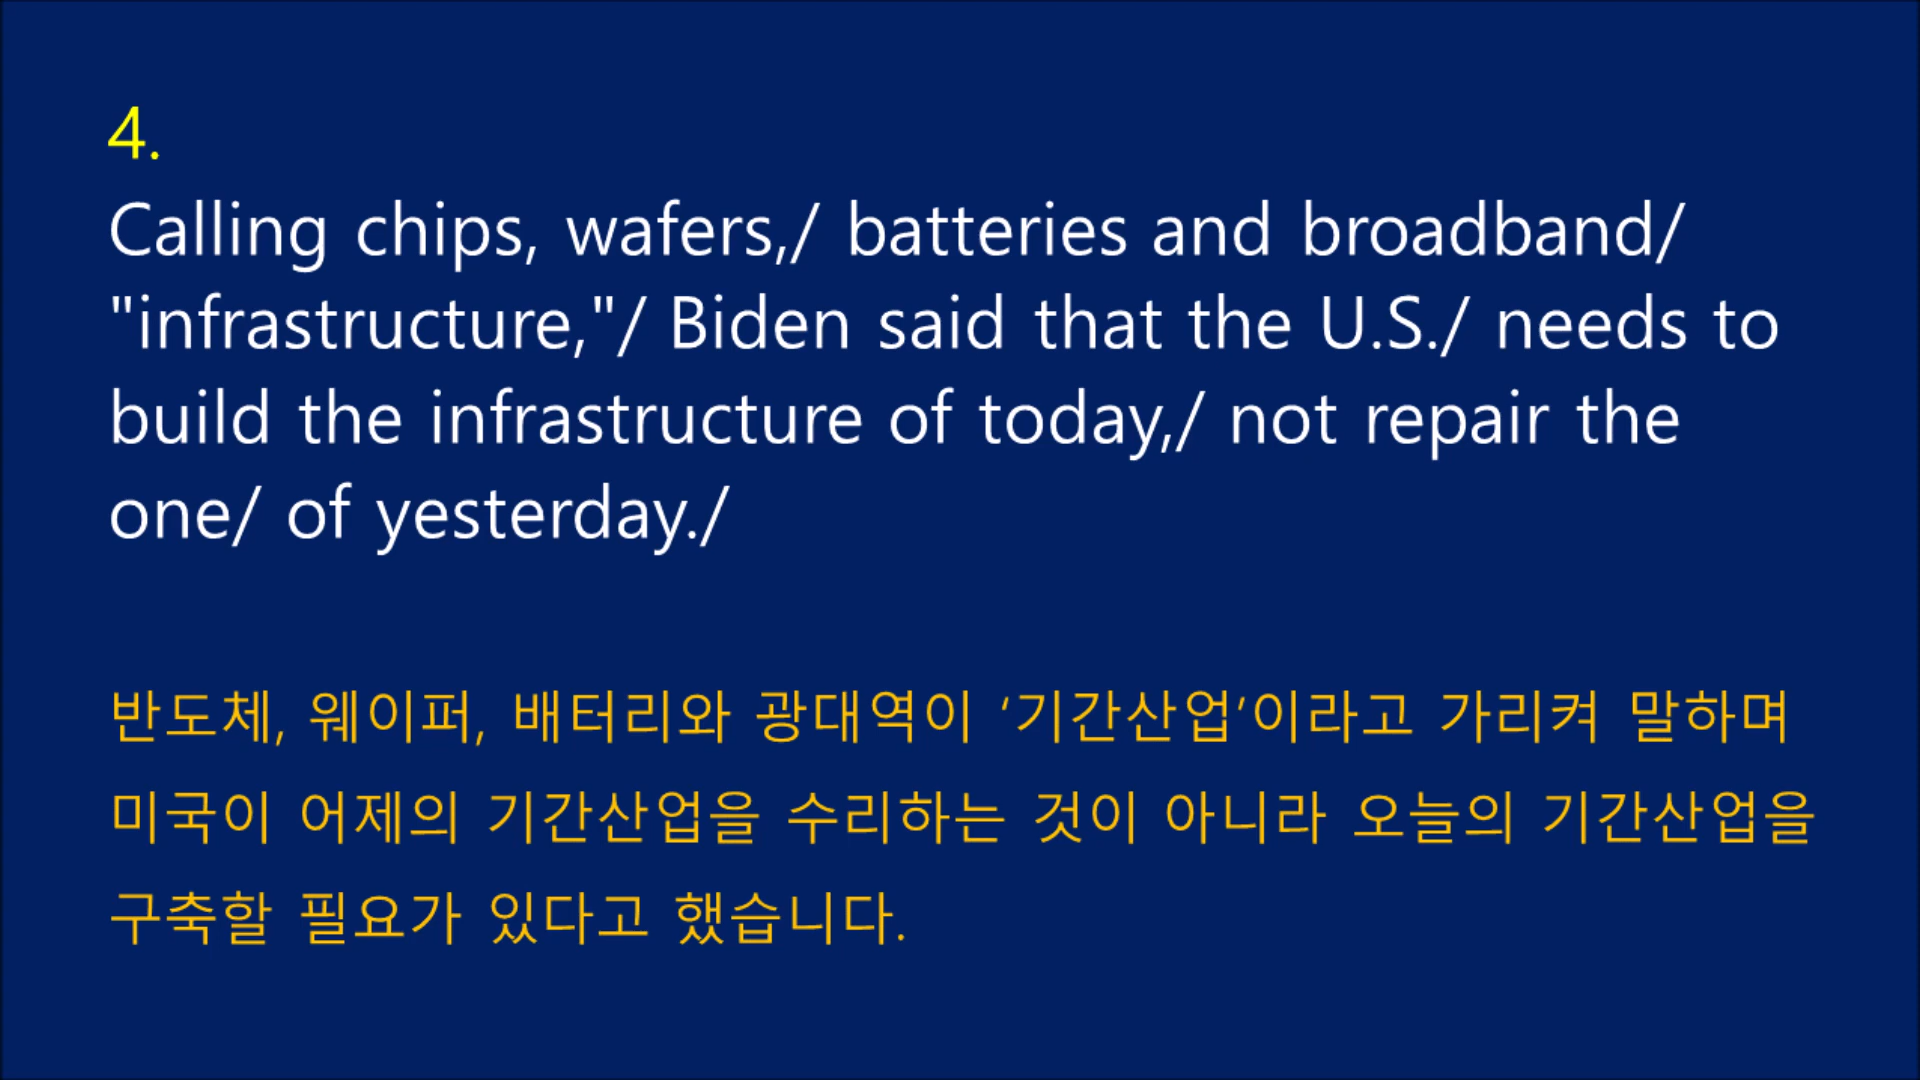 4.
Calling chips, wafers,/ batteries and broadband/
"infrastructure,"/ Biden said that the U.S./ needs to
build the infrastructure of today,/ not repair the
one/ of yesterday./
반도체, 웨이퍼, 배터리와 광대역이 ‘기간산업’이라고 가리켜 말하며
미국이 어제의 기간산업을 수리하는 것이 아니라 오늘의 기간산업을
구축할 필요가 있다고 했습니다.